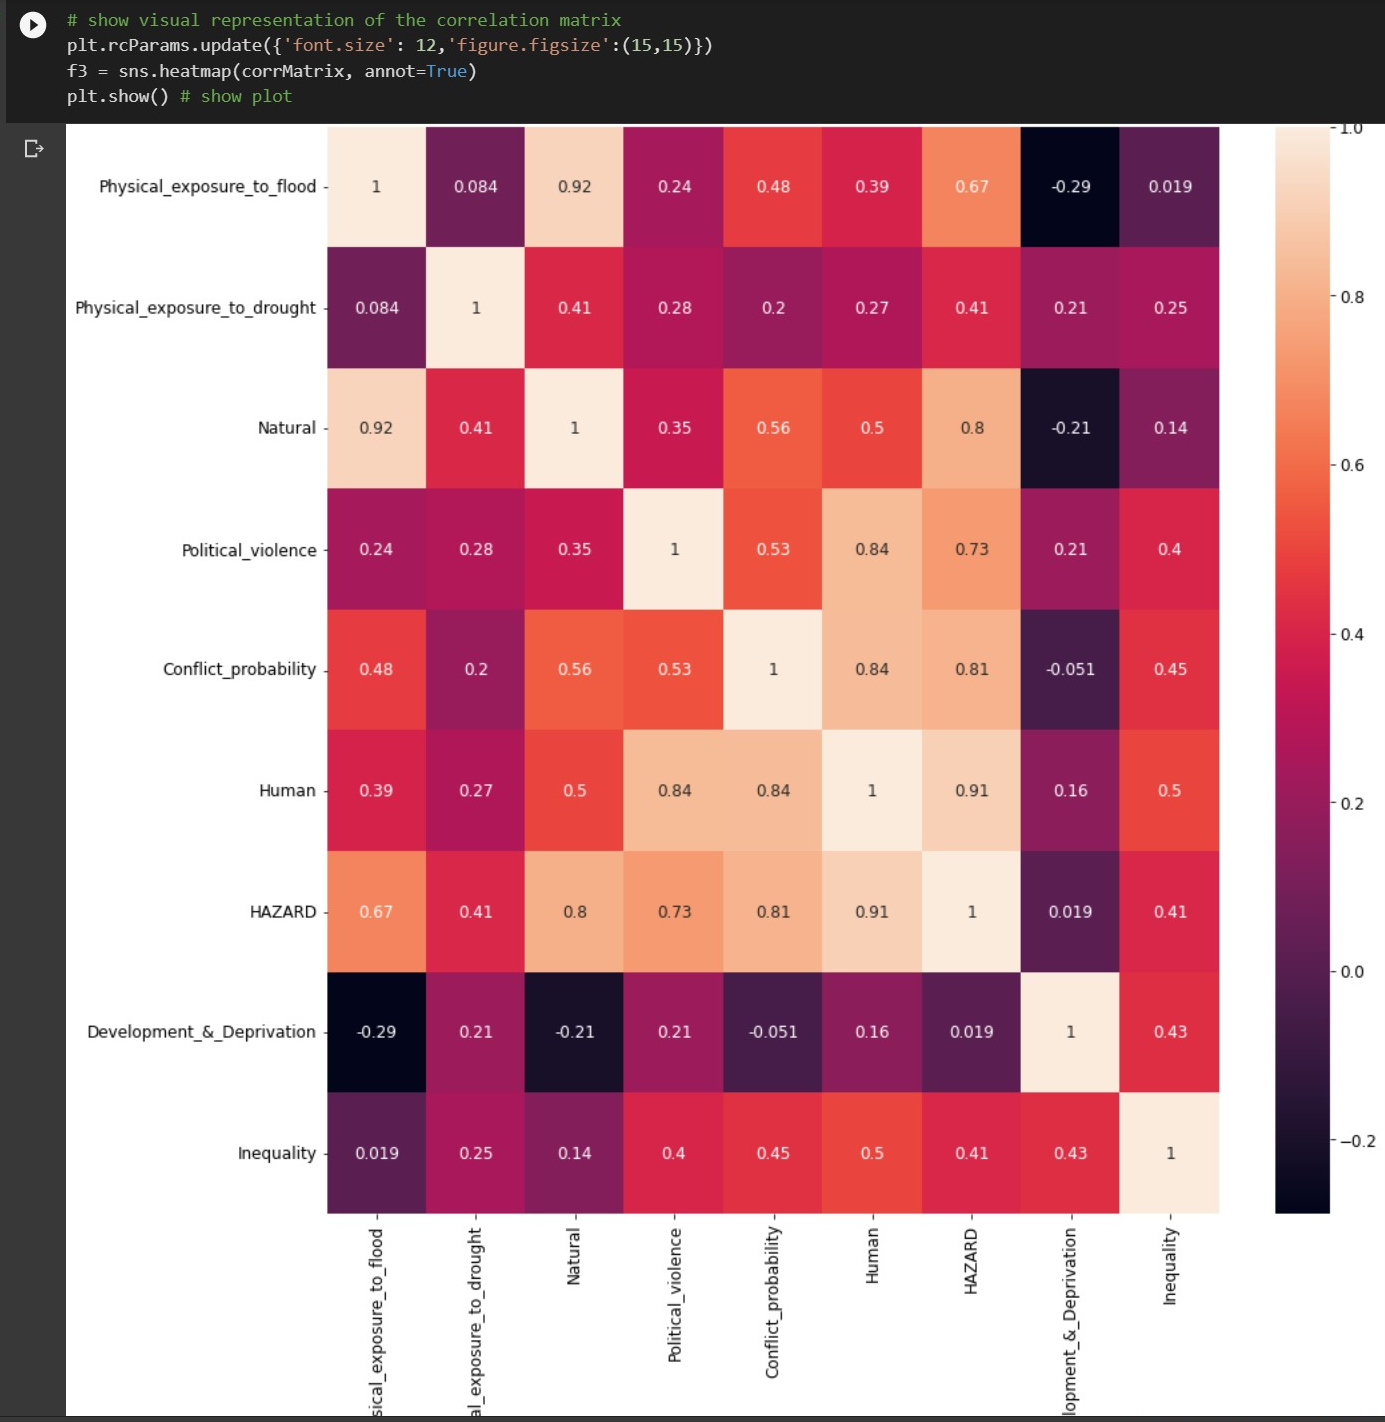 # show visual representation of the correlation matrix
plt.rcParams.update({'font.size': 12,'figure.figsize':(15,15)})
f3 = sns.heatmap(corrMatrix, annot=True)
plt.show() # show plot
Physical_exposure_to_flood 1 0.084 0.92 0.24 0.48 0.39 0.67 -0.29 0.019
Physical_exposure_to_drought 0.084 1 0.41 0.28 0.2 0.27 0.41 0.21 0.25
Natural 0.92 0.41 1 0.35 0.56 0.5 0.8 -0.21 0.14
Political_violence 0.24 0.28 0.35 1 0.53 0.84 0.73 0.21 0.4
Conflict_probability 0.48 0.2 0.56 0.53 1 0.84 0.81 -0.051 0.45
Human 0.39 0.27 0.5 0.84 0.84 1 0.91 0.16 0.5
HAZARD 0.67 0.41 0.8 0.73 0.81 0.91 1 0.019 0.41
Development_&_Deprivation -0.29 0.21 -0.21 0.21 -0.051 0.16 0.019 1 0.43
Inequality 0.019 0.25 0.14 0.4 0.45 0.5 0.41 0.43 1
sical_exposure_to_flood
al_exposure_to_drought
Natural
Political_violence
Conflict_probability
Human
HAZARD
lopment_&_Deprivation
Inequality
1.0
0.8
0.6
0.4
0.2
0.0
−0.2